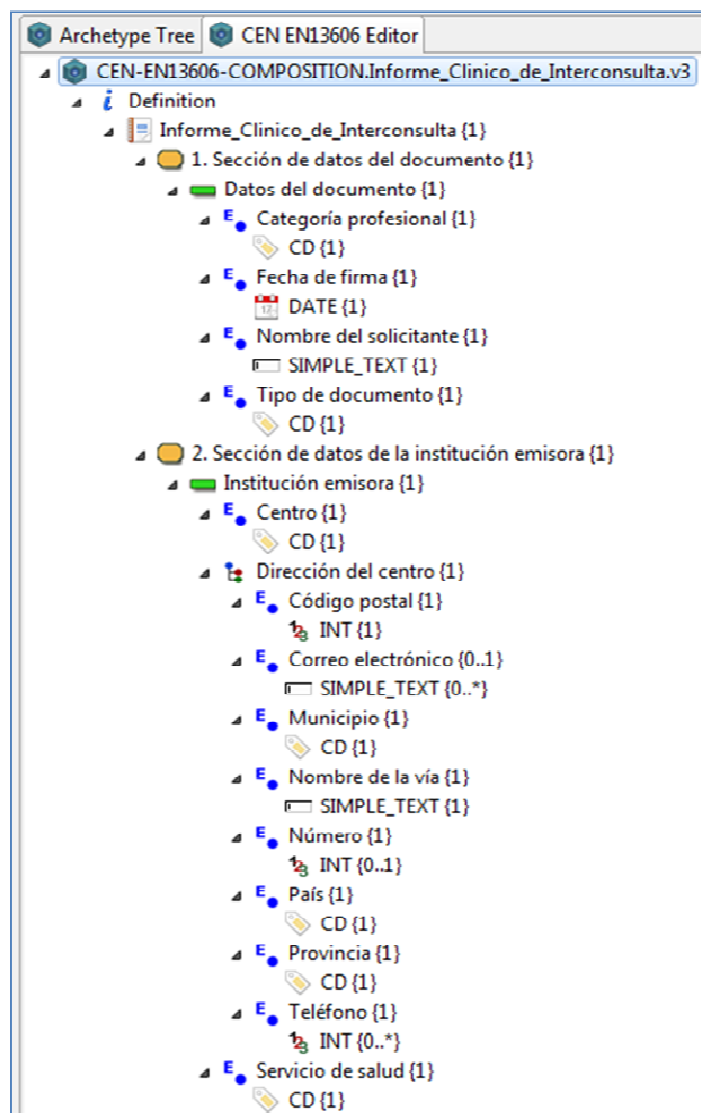 Archetype Tree CEN EN13606 Editor
CEN-EN13606-COMPOSITION.Informe_Clinico_de_Interconsulta.v3
i Definition
Informe_Clinico_de_Interconsulta {1}
1. Sección de datos del documento {1}
Datos del documento {1}
E Categoría profesional {1}
CD {1}
E Fecha de firma {1}
DATE {1}
E Nombre del solicitante {1}
SIMPLE_TEXT {1}
E Tipo de documento {1}
CD {1}
2. Sección de datos de la institución emisora {1}
Institución emisora {1}
E Centro {1}
CD {1}
Dirección del centro {1}
E Código postal {1}
123 INT {1}
E Correo electrónico {0..1}
SIMPLE_TEXT {0..*}
E Municipio {1}
CD {1}
E Nombre de la vía {1}
SIMPLE_TEXT {1}
E Número {1}
123 INT {0..1}
E País {1}
CD {1}
E Provincia {1}
CD {1}
E Teléfono {1}
123 INT {0..*}
E Servicio de salud {1}
CD {1}